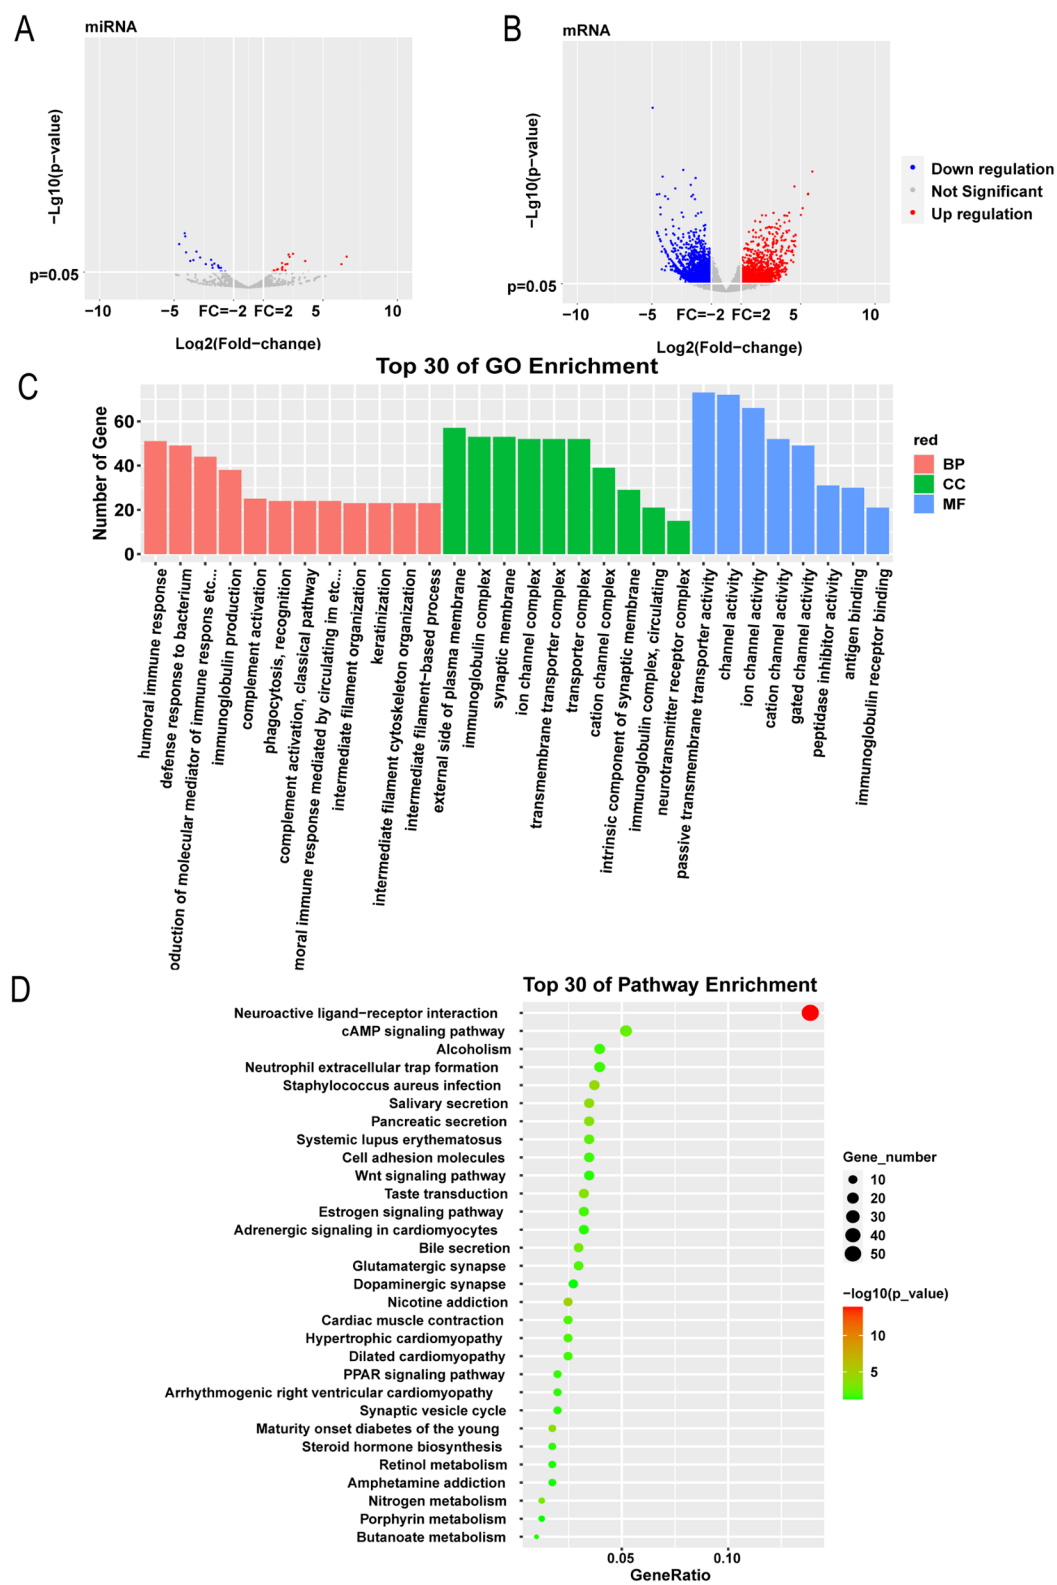 A
miRNA
−Lg10(p−value)
p=0.05
−10
−5
FC=−2
FC=2
5
10
Log2(Fold−change)
B
mRNA
−Lg10(p−value)
p=0.05
−10
−5
FC=−2
FC=2
5
10
Log2(Fold−change)
Down regulation
Not Significant
Up regulation
C
Top 30 of GO Enrichment
Number of Gene
60
40
20
0
humoral immune response
defense response to bacterium
oduction of molecular mediator of immune respons etc...
immunoglobulin production
complement activation
phagocytosis, recognition
complement activation, classical pathway
moral immune response mediated by circulating im etc...
intermediate filament organization
keratinization
intermediate filament cytoskeleton organization
intermediate filament−based process
external side of plasma membrane
immunoglobulin complex
synaptic membrane
ion channel complex
transmembrane transporter complex
transporter complex
cation channel complex
intrinsic component of synaptic membrane
immunoglobulin complex, circulating
neurotransmitter receptor complex
passive transmembrane transporter activity
channel activity
ion channel activity
cation channel activity
gated channel activity
peptidase inhibitor activity
antigen binding
immunoglobulin receptor binding
red
BP
CC
MF
D
Top 30 of Pathway Enrichment
Neuroactive ligand−receptor interaction
cAMP signaling pathway
Alcoholism
Neutrophil extracellular trap formation
Staphylococcus aureus infection
Salivary secretion
Pancreatic secretion
Systemic lupus erythematosus
Cell adhesion molecules
Wnt signaling pathway
Taste transduction
Estrogen signaling pathway
Adrenergic signaling in cardiomyocytes
Bile secretion
Glutamatergic synapse
Dopaminergic synapse
Nicotine addiction
Cardiac muscle contraction
Hypertrophic cardiomyopathy
Dilated cardiomyopathy
PPAR signaling pathway
Arrhythmogenic right ventricular cardiomyopathy
Synaptic vesicle cycle
Maturity onset diabetes of the young
Steroid hormone biosynthesis
Retinol metabolism
Amphetamine addiction
Nitrogen metabolism
Porphyrin metabolism
Butanoate metabolism
0.05
0.10
GeneRatio
Gene_number
10
20
30
40
50
−log10(p_value)
10
5